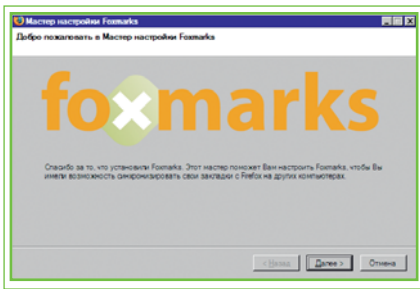 Мастер настройки Foxmarks
Добро пожаловать в Мастер настройки Foxmarks
foxmarks
Спасибо за то, что установили Foxmarks. Этот мастер поможет Вам настроить Foxmarks, чтобы Вы
имели возможность синхронизировать свои закладки с Firefox на других компьютерах.
< Назад
Далее >
Отмена